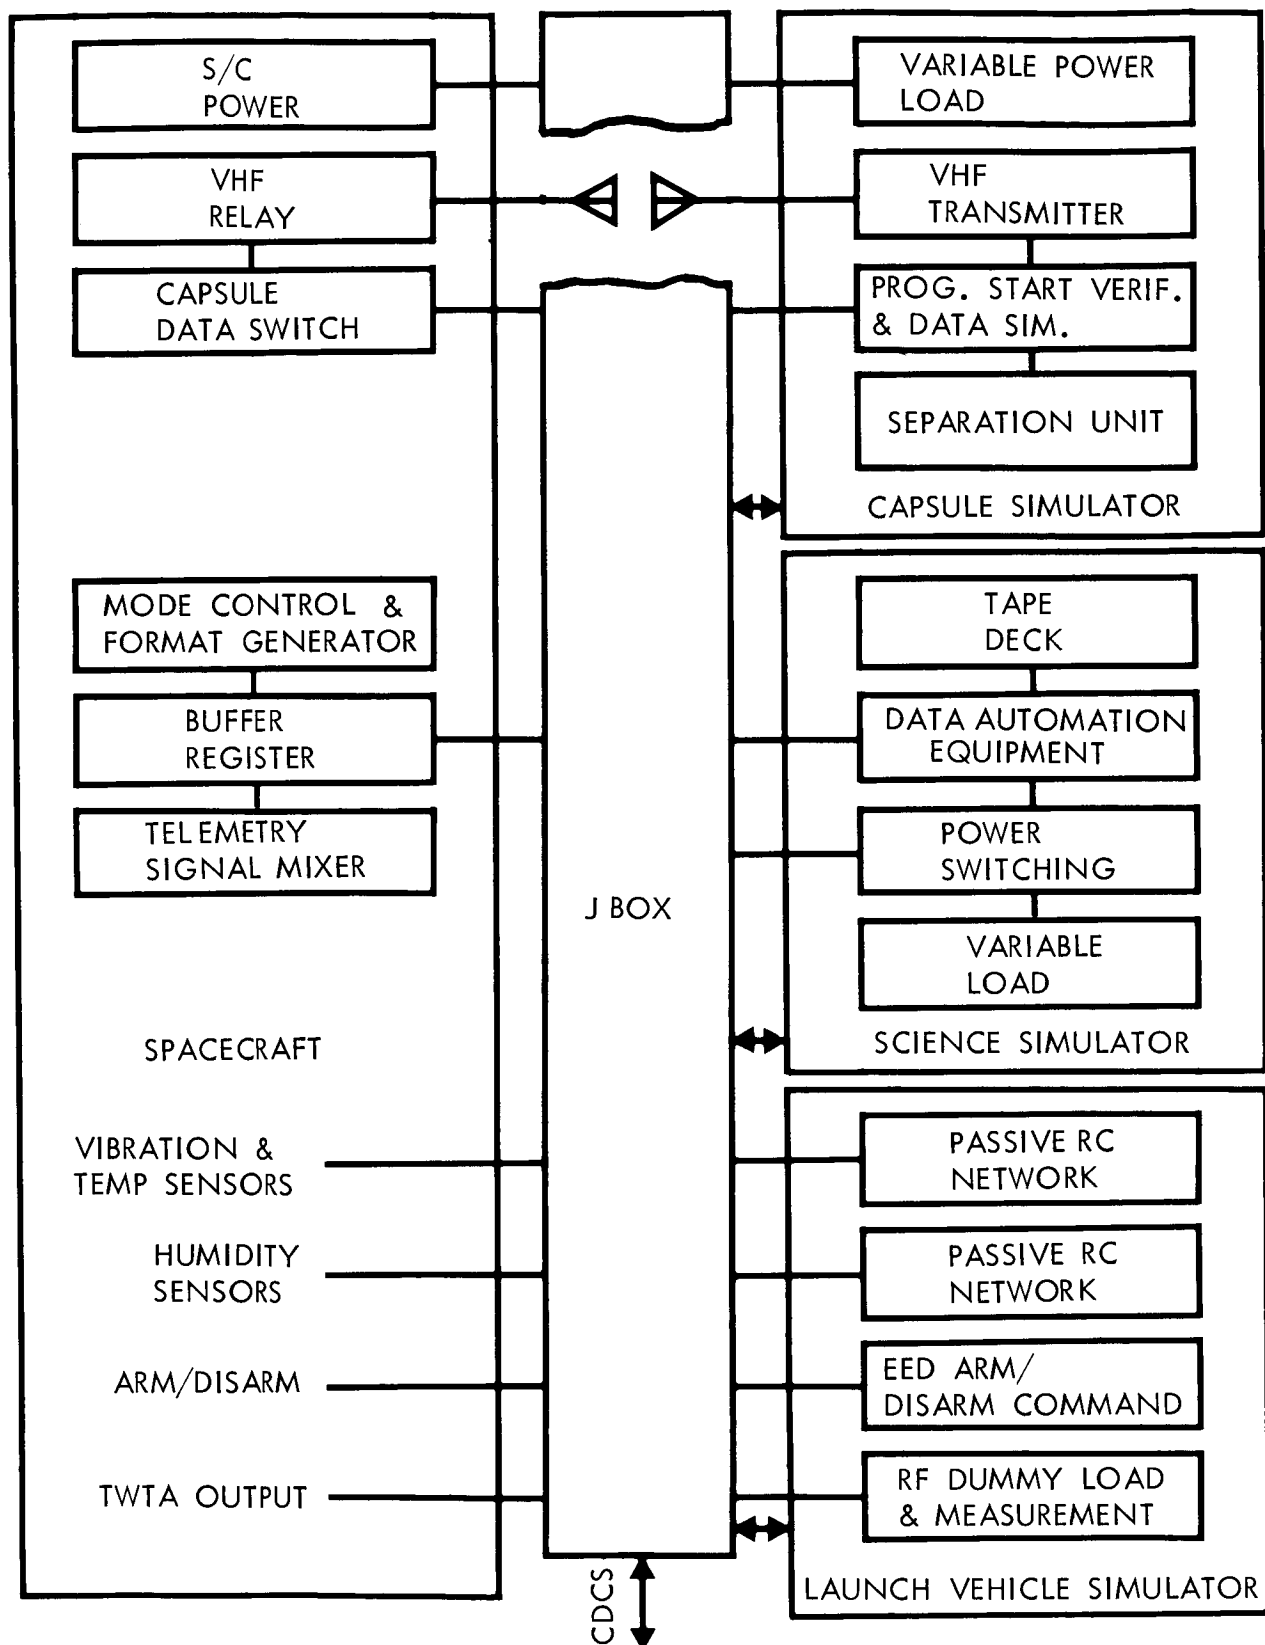 S/C
POWER
VHF
RELAY
CAPSULE
DATA SWITCH
MODE CONTROL &
FORMAT GENERATOR
BUFFER
REGISTER
TELEMETRY
SIGNAL MIXER
SPACECRAFT
VIBRATION &
TEMP SENSORS
HUMIDITY
SENSORS
ARM/DISARM
TWTA OUTPUT
J BOX
CDCS
VARIABLE POWER
LOAD
VHF
TRANSMITTER
PROG. START VERIF.
& DATA SIM.
SEPARATION UNIT
CAPSULE SIMULATOR
TAPE
DECK
DATA AUTOMATION
EQUIPMENT
POWER
SWITCHING
VARIABLE
LOAD
SCIENCE SIMULATOR
PASSIVE RC
NETWORK
PASSIVE RC
NETWORK
EED ARM/
DISARM COMMAND
RF DUMMY LOAD
& MEASUREMENT
LAUNCH VEHICLE SIMULATOR